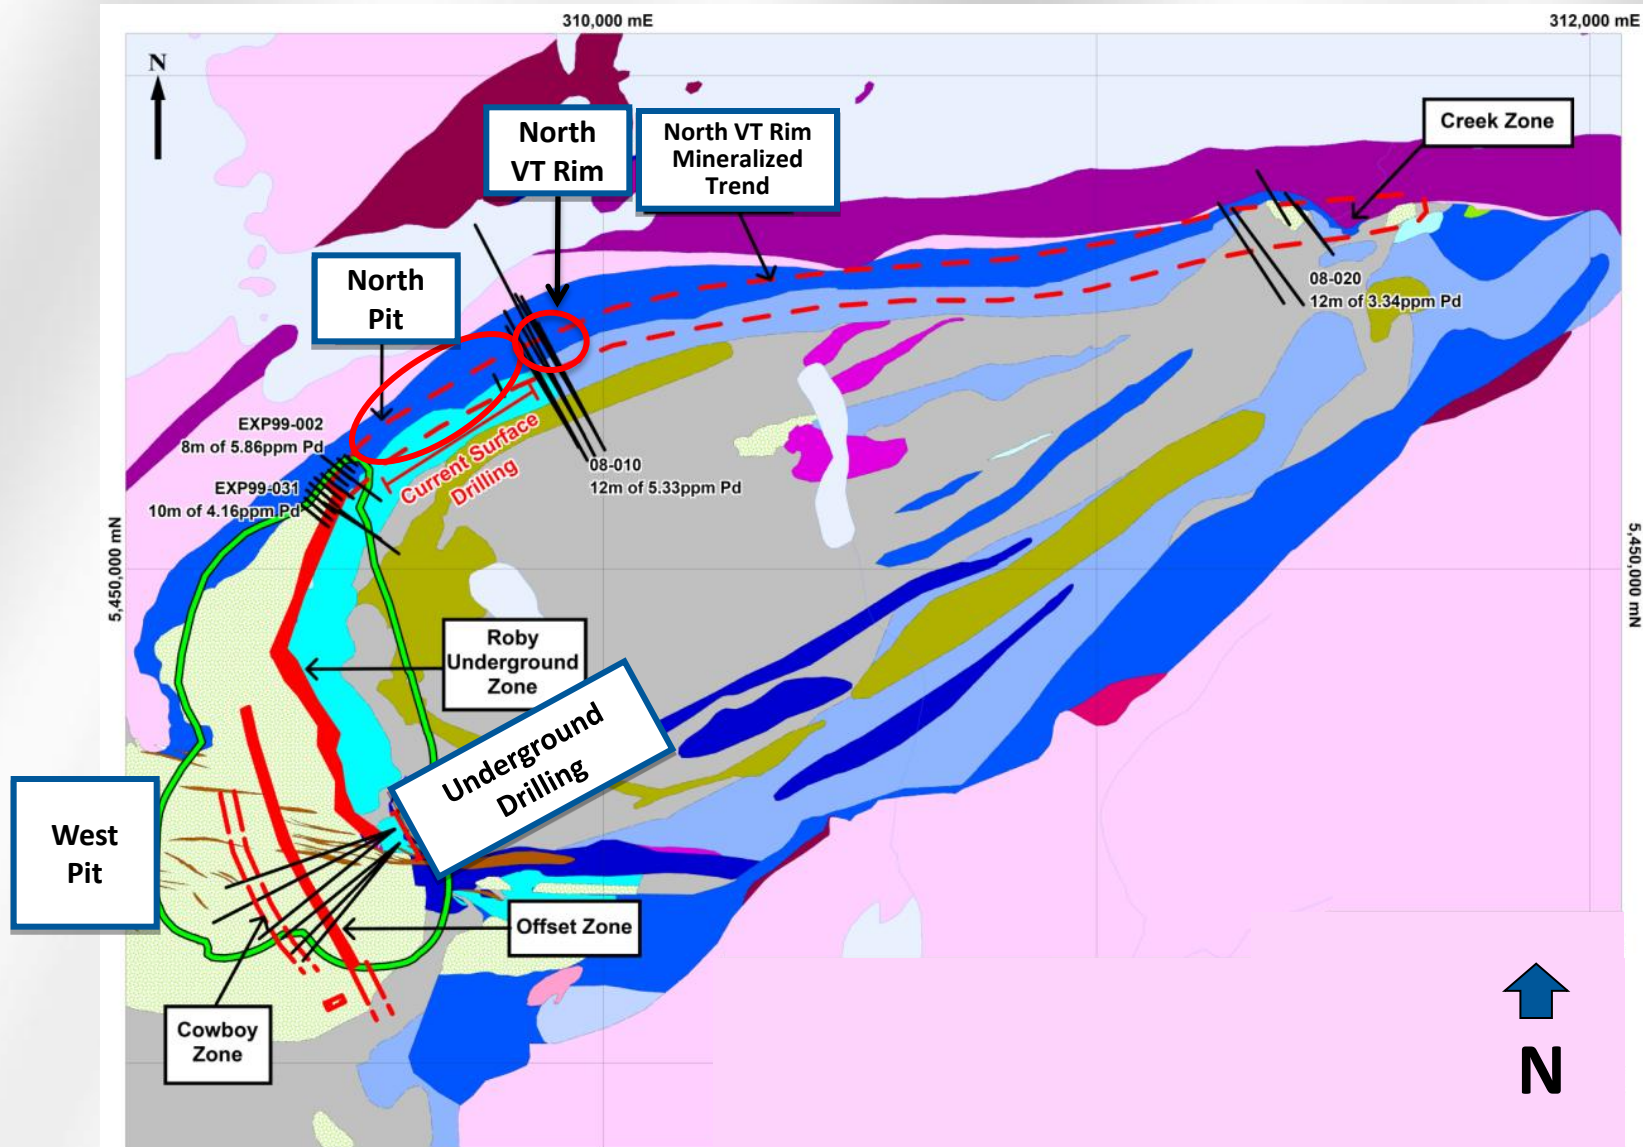 310,000 mE
312,000 mE
N
North
VT Rim
North VT Rim
Mineralized
Trend
Creek Zone
North
Pit
08-020
12m of 3.34ppm Pd
EXP99-002
8m of 5.86ppm Pd
Current Surface
Drilling
08-010
12m of 5.33ppm Pd
EXP99-031
10m of 4.16ppm Pd
5,450,000 mN
5,450,000 mN
Roby
Underground
Zone
Underground
Drilling
West
Pit
Offset Zone
Cowboy
Zone
N